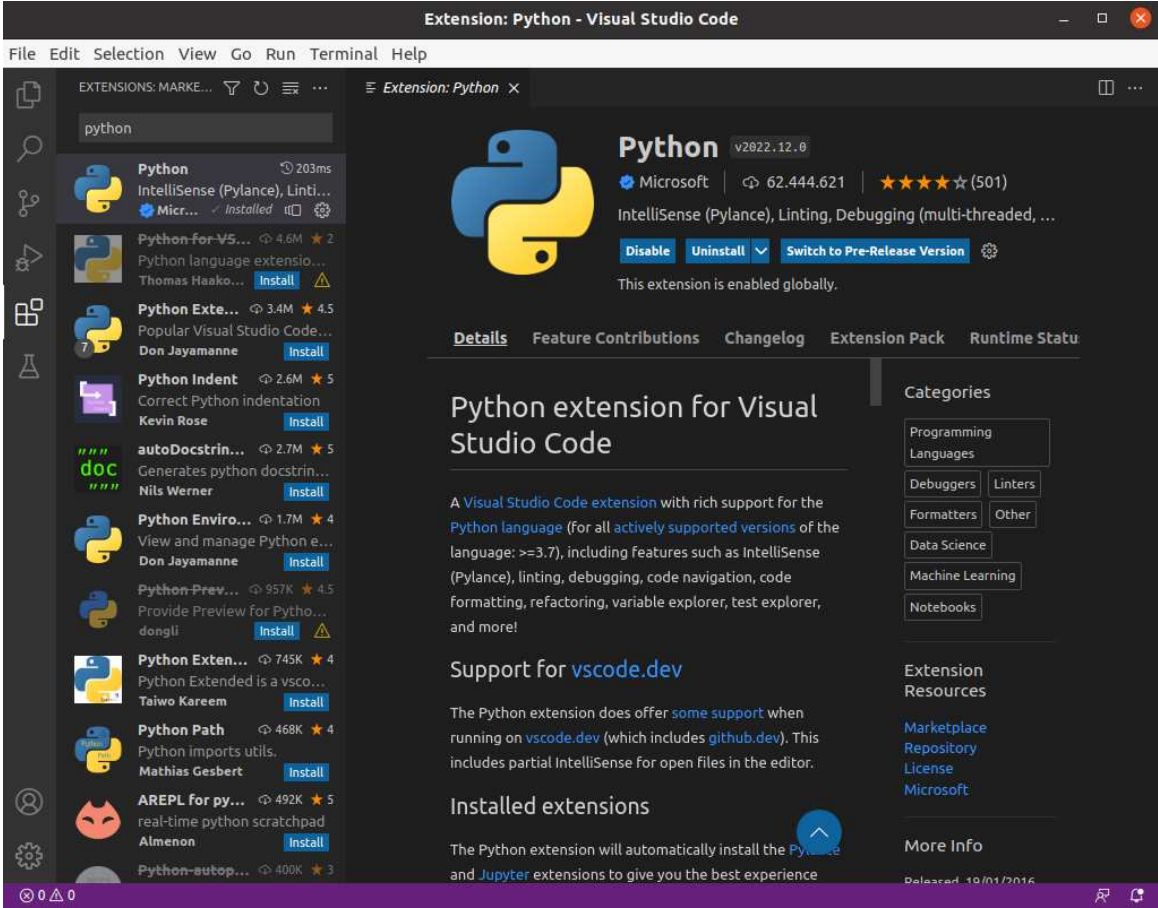 Extension: Python - Visual Studio Code
File Edit Selection View Go Run Terminal Help
EXTENSIONS: MARKE...
python
Python 203ms
IntelliSense (Pylance), Linti...
Micr... ✓ Installed
Python for VS... 4.6M ★ 2
Python language extensio...
Thomas Haako... Install
Python Exte... 3.4M ★ 4.5
Popular Visual Studio Code...
7 Don Jayamanne Install
Python Indent 2.6M ★ 5
Correct Python indentation
Kevin Rose Install
""" doc """
autoDocstrin... 2.7M ★ 5
Generates python docstrin...
Nils Werner Install
Python Enviro... 1.7M ★ 4
View and manage Python e...
Don Jayamanne Install
Python Prev... 957K ★ 4.5
Provide Preview for Pytho...
dongli Install
Python Exten... 745K ★ 4
Python Extended is a vsco...
Taiwo Kareem Install
Python Path 468K ★ 4
Python imports utils.
Mathias Gesbert Install
AREPL for py... 492K ★ 5
real-time python scratchpad
Almenon Install
Python-autop... 400K ★ 3
Extension: Python ×
Python v2022.12.0
Microsoft | 62.444.621 | ★★★★☆(501)
IntelliSense (Pylance), Linting, Debugging (multi-threaded, ...
Disable Uninstall Switch to Pre-Release Version
This extension is enabled globally.
Details Feature Contributions Changelog Extension Pack Runtime Statu
Python extension for Visual
Studio Code
A Visual Studio Code extension with rich support for the
Python language (for all actively supported versions of the
language: >=3.7), including features such as IntelliSense
(Pylance), linting, debugging, code navigation, code
formatting, refactoring, variable explorer, test explorer,
and more!
Support for vscode.dev
The Python extension does offer some support when
running on vscode.dev (which includes github.dev). This
includes partial IntelliSense for open files in the editor.
Installed extensions
The Python extension will automatically install the Pylance
and Jupyter extensions to give you the best experience
Categories
Programming
Languages
Debuggers Linters
Formatters Other
Data Science
Machine Learning
Notebooks
Extension
Resources
Marketplace
Repository
License
Microsoft
More Info
Released 19/01/2016
0 0